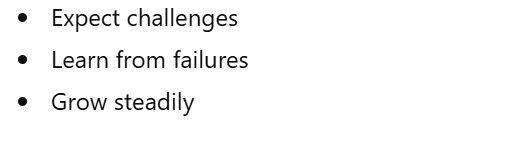 • Expect challenges
• Learn from failures
• Grow steadily